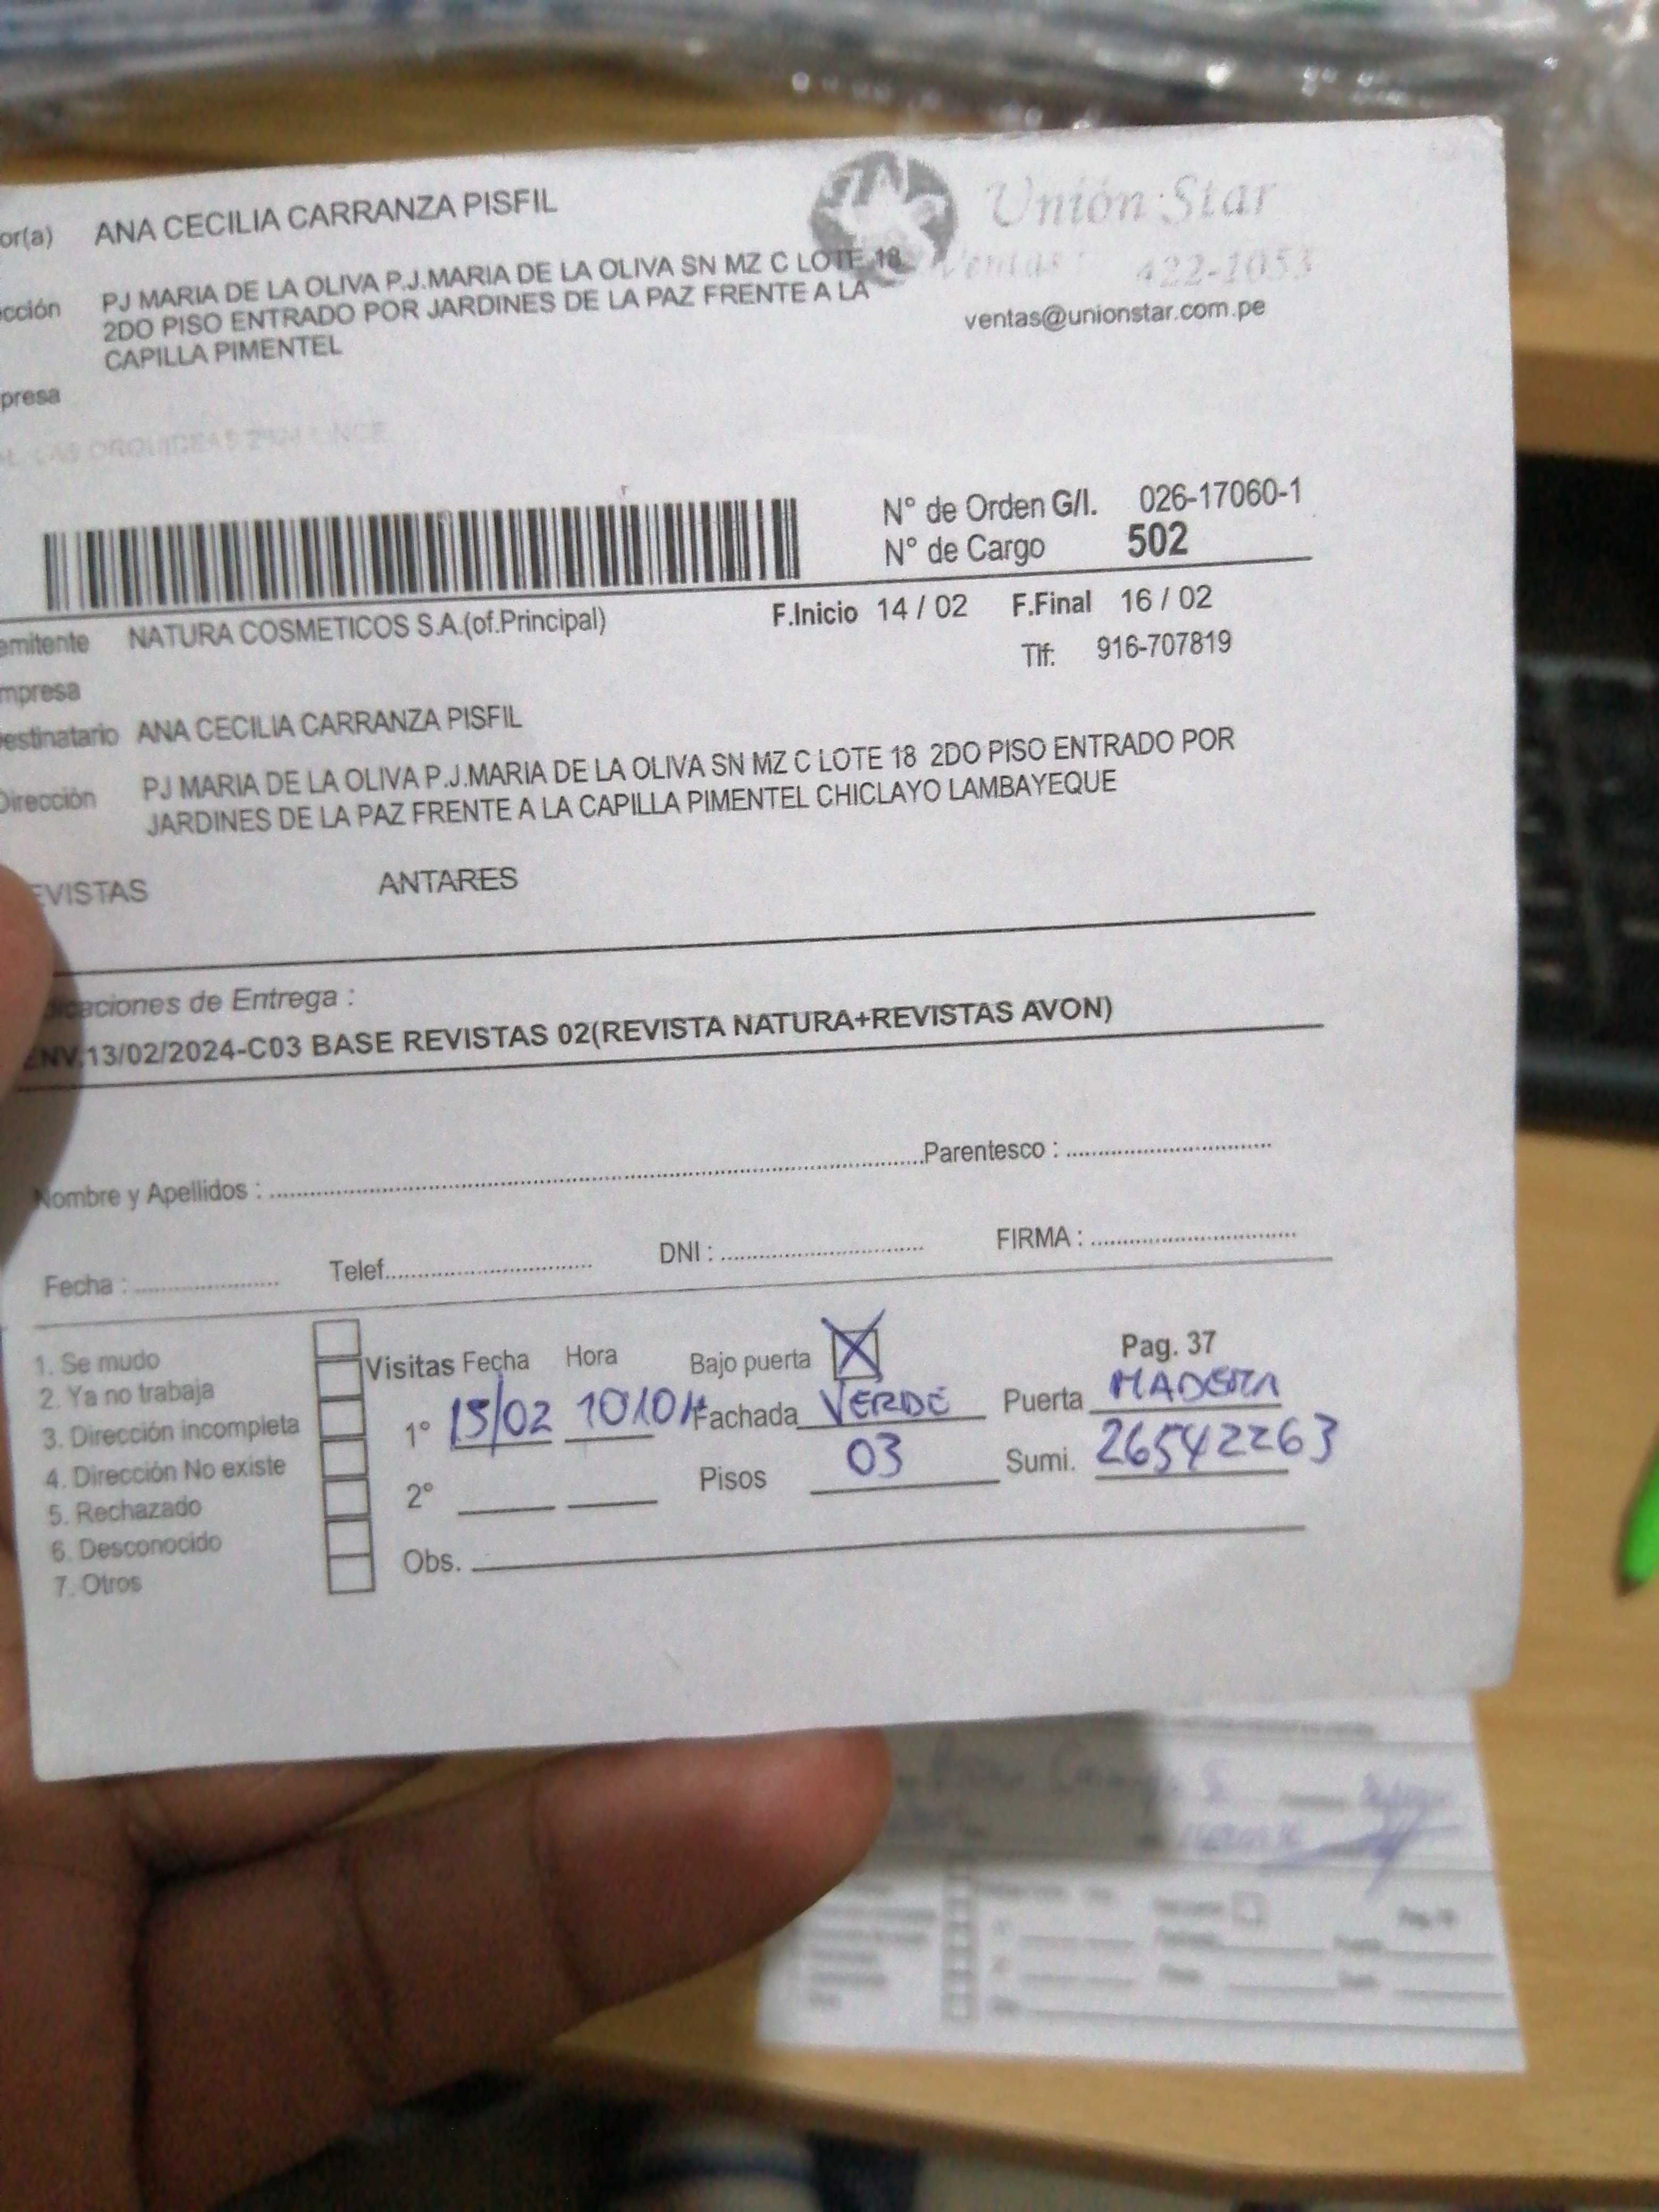 or(a) ANA CECILIA CARRANZA PISFIL
Unión Star
Ventas: 422-1053
ventas@unionstar.com.pe
cción PJ MARIA DE LA OLIVA P.J.MARIA DE LA OLIVA SN MZ C LOTE 18
2DO PISO ENTRADO POR JARDINES DE LA PAZ FRENTE A LA
CAPILLA PIMENTEL
presa
LAS ORQUIDEAS LINCE
N° de Orden G/I. 026-17060-1
N° de Cargo 502
emitente NATURA COSMETICOS S.A.(of.Principal) F.Inicio 14 / 02 F.Final 16 / 02
Tlf: 916-707819
mpresa
estinatario ANA CECILIA CARRANZA PISFIL
Dirección PJ MARIA DE LA OLIVA P.J.MARIA DE LA OLIVA SN MZ C LOTE 18 2DO PISO ENTRADO POR
JARDINES DE LA PAZ FRENTE A LA CAPILLA PIMENTEL CHICLAYO LAMBAYEQUE
EVISTAS ANTARES
icaciones de Entrega :
ENV.13/02/2024-C03 BASE REVISTAS 02(REVISTA NATURA+REVISTAS AVON)
Nombre y Apellidos : Parentesco :
Fecha : Telef. DNI : FIRMA :
1. Se mudo
2. Ya no trabaja
3. Dirección incompleta
4. Dirección No existe
5. Rechazado
6. Desconocido
7. Otros
Visitas Fecha Hora Bajo puerta Pag. 37
1° 15/02 1010H Fachada VERDE Puerta MADERA
2° Pisos 03 Sumi. 26542263
Obs.